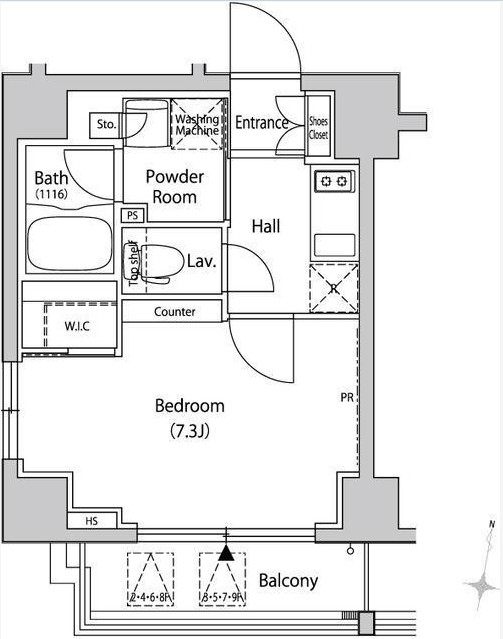 Sto.
Washing
Machine
Entrance
Shoes
Closet
Bath
(1116)
Powder
Room
PS
Hall
Top shelf
Lav.
R
W.I.C
Counter
Bedroom
(7.3J)
PR
HS
N
2・4・6・8F
3・5・7・9F
Balcony